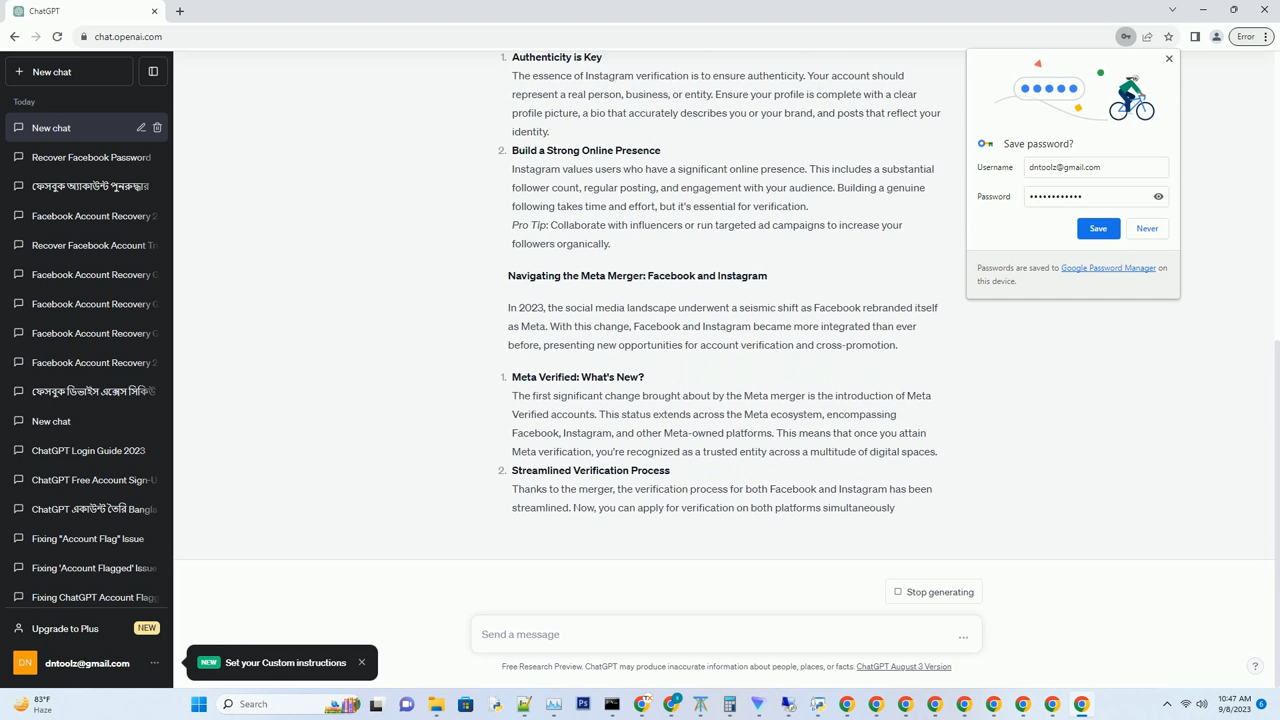 ChatGPT
chat.openai.com
Error
New chat
Today
New chat
Recover Facebook Password
ফেসবুক অ্যাকাউন্ট পুনরুদ্ধার
Facebook Account Recovery 2
Recover Facebook Account Tri
Facebook Account Recovery G
Facebook Account Recovery G
Facebook Account Recovery G
Facebook Account Recovery 2
ফেসবুক ডিভাইস এক্সেস সিকিউ
New chat
ChatGPT Login Guide 2023
ChatGPT Free Account Sign-U
ChatGPT একাউন্ট তৈরি Bangla
Fixing "Account Flag" Issue
Fixing 'Account Flagged' Issue
Fixing ChatGPT Account Flagg
Upgrade to Plus
NEW
DN
dntoolz@gmail.com
NEW
Set your Custom instructions
1. Authenticity is Key
The essence of Instagram verification is to ensure authenticity. Your account should
represent a real person, business, or entity. Ensure your profile is complete with a clear
profile picture, a bio that accurately describes you or your brand, and posts that reflect your
identity.
2. Build a Strong Online Presence
Instagram values users who have a significant online presence. This includes a substantial
follower count, regular posting, and engagement with your audience. Building a genuine
following takes time and effort, but it's essential for verification.
Pro Tip: Collaborate with influencers or run targeted ad campaigns to increase your
followers organically.
Navigating the Meta Merger: Facebook and Instagram
In 2023, the social media landscape underwent a seismic shift as Facebook rebranded itself
as Meta. With this change, Facebook and Instagram became more integrated than ever
before, presenting new opportunities for account verification and cross-promotion.
1. Meta Verified: What's New?
The first significant change brought about by the Meta merger is the introduction of Meta
Verified accounts. This status extends across the Meta ecosystem, encompassing
Facebook, Instagram, and other Meta-owned platforms. This means that once you attain
Meta verification, you're recognized as a trusted entity across a multitude of digital spaces.
2. Streamlined Verification Process
Thanks to the merger, the verification process for both Facebook and Instagram has been
streamlined. Now, you can apply for verification on both platforms simultaneously
Stop generating
Send a message
Free Research Preview. ChatGPT may produce inaccurate information about people, places, or facts. ChatGPT August 3 Version
?
Save password?
Username
dntoolz@gmail.com
Password
Save
Never
Passwords are saved to Google Password Manager on
this device.
83°F
Haze
Search
10:47 AM
9/8/2023
6